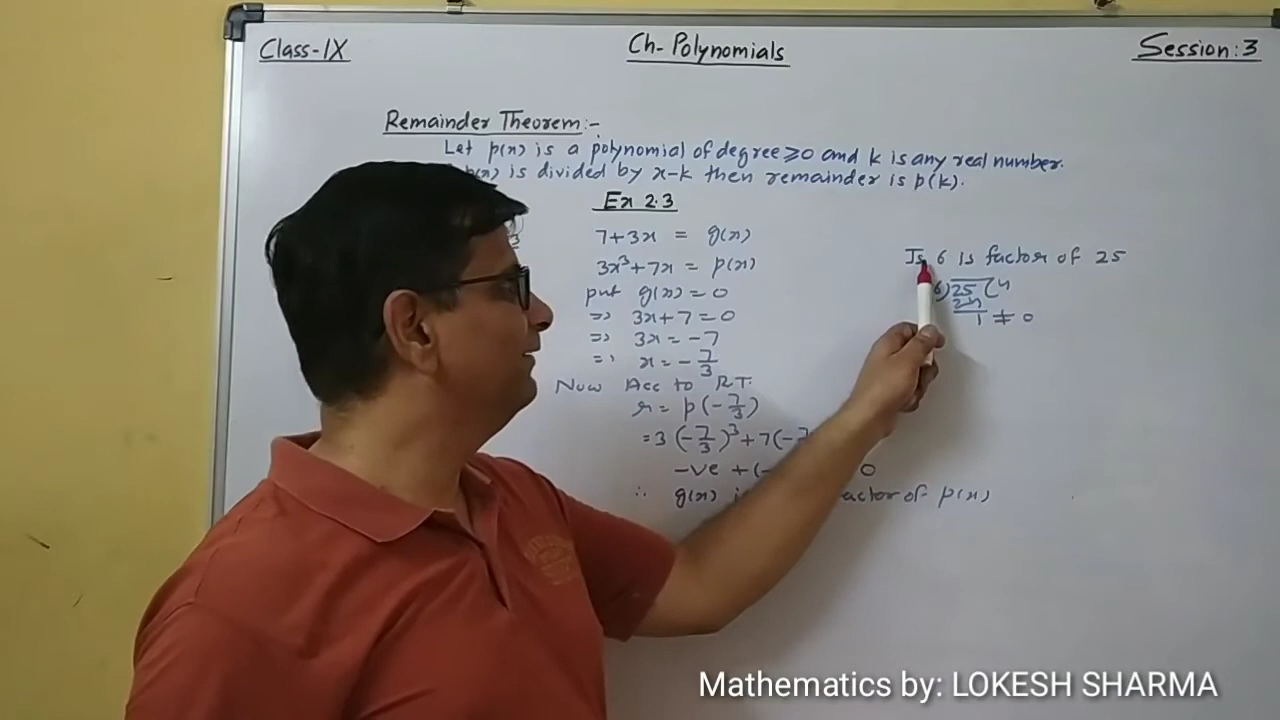 Class-IX
Ch- Polynomials
Session:3
Remainder Theorem:-
Let p(x) is a polynomial of degree ≥0 and k is any real number.
p(x) is divided by x-k then remainder is p(k).
Ex 2.3
3
7+3x = g(x)
3x³+7x = p(x)
put g(x) = 0
=> 3x+7 = 0
=> 3x = -7
=> x = -7/3
Now Acc to R.T.
r = p(-7/3)
=3(-7/3)³+7(-7
-ve +(- 0
∴ g(x) factor of p(x)
Is 6 is factor of 25
6)25(4
24
1 ≠ 0
Mathematics by: LOKESH SHARMA